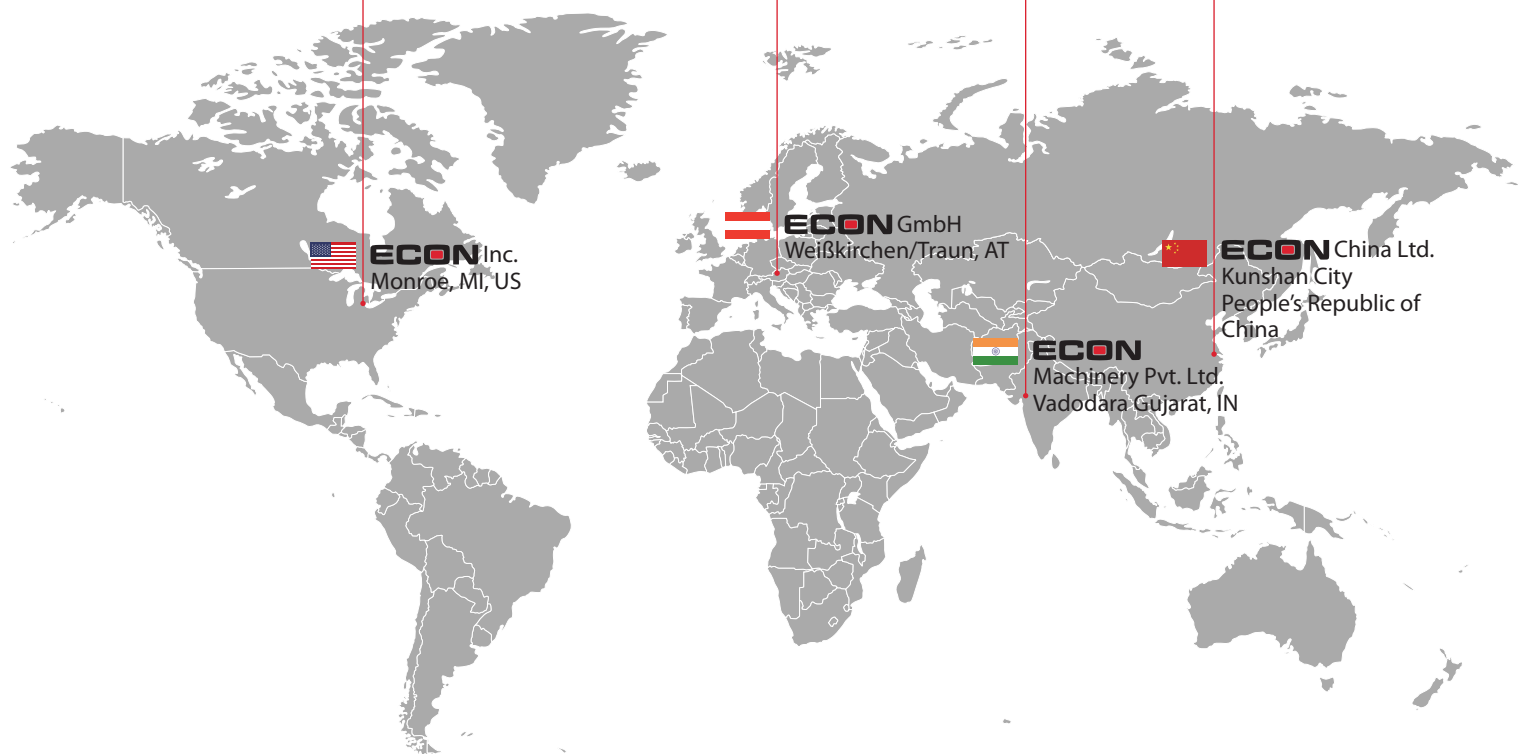 ECON Inc.
Monroe, MI, US
ECON GmbH
Weißkirchen/Traun, AT
ECON
Machinery Pvt. Ltd.
Vadodara Gujarat, IN
ECON China Ltd.
Kunshan City
People's Republic of
China